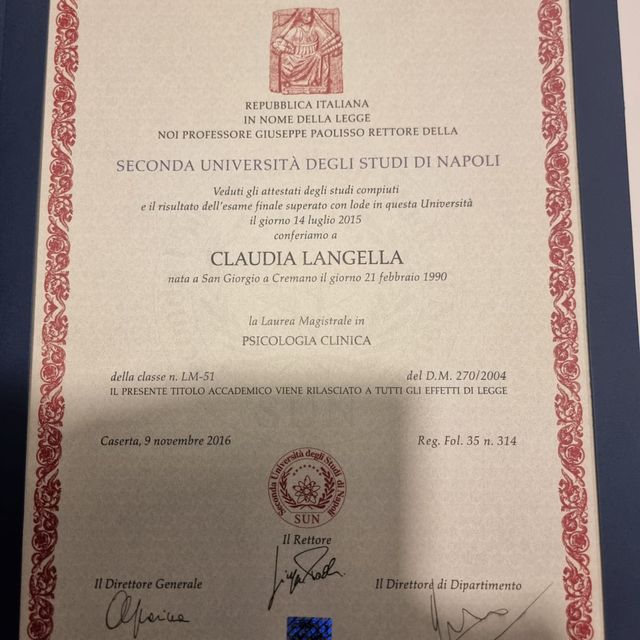 REPUBBLICA ITALIANA
IN NOME DELLA LEGGE
NOI PROFESSORE GIUSEPPE PAOLISSO RETTORE DELLA
SECONDA UNIVERSITÀ DEGLI STUDI DI NAPOLI
Veduti gli attestati degli studi compiuti
e il risultato dell'esame finale superato con lode in questa Università
il giorno 14 luglio 2015
conferiamo a
CLAUDIA LANGELLA
nata a San Giorgio a Cremano il giorno 21 febbraio 1990
la Laurea Magistrale in
PSICOLOGIA CLINICA
della classe n. LM-51 del D.M. 270/2004
IL PRESENTE TITOLO ACCADEMICO VIENE RILASCIATO A TUTTI GLI EFFETTI DI LEGGE
Caserta, 9 novembre 2016 Reg. Fol. 35 n. 314
Seconda Università degli Studi di Napoli
SUN
Il Rettore
Il Direttore Generale Il Direttore di Dipartimento